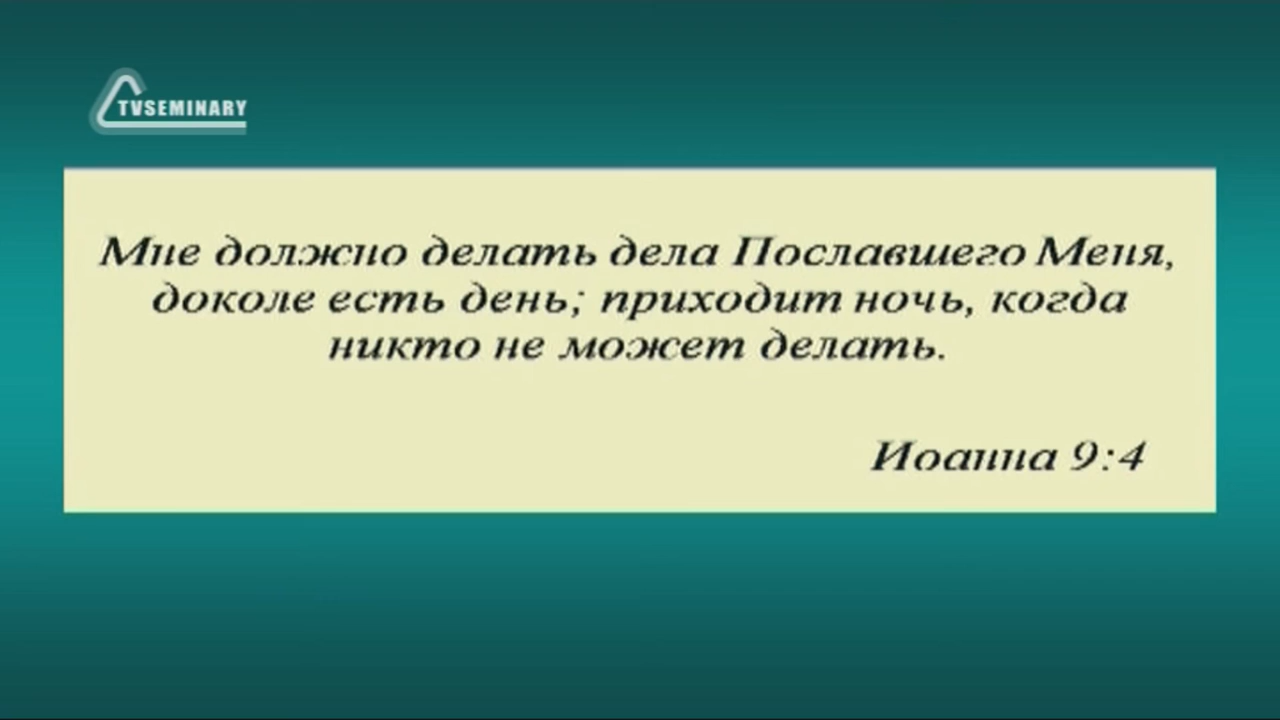 TVSEMINARY
Мне должно делать дела Пославшего Меня,
доколе есть день; приходит ночь, когда
никто не может делать.
Иоанна 9:4